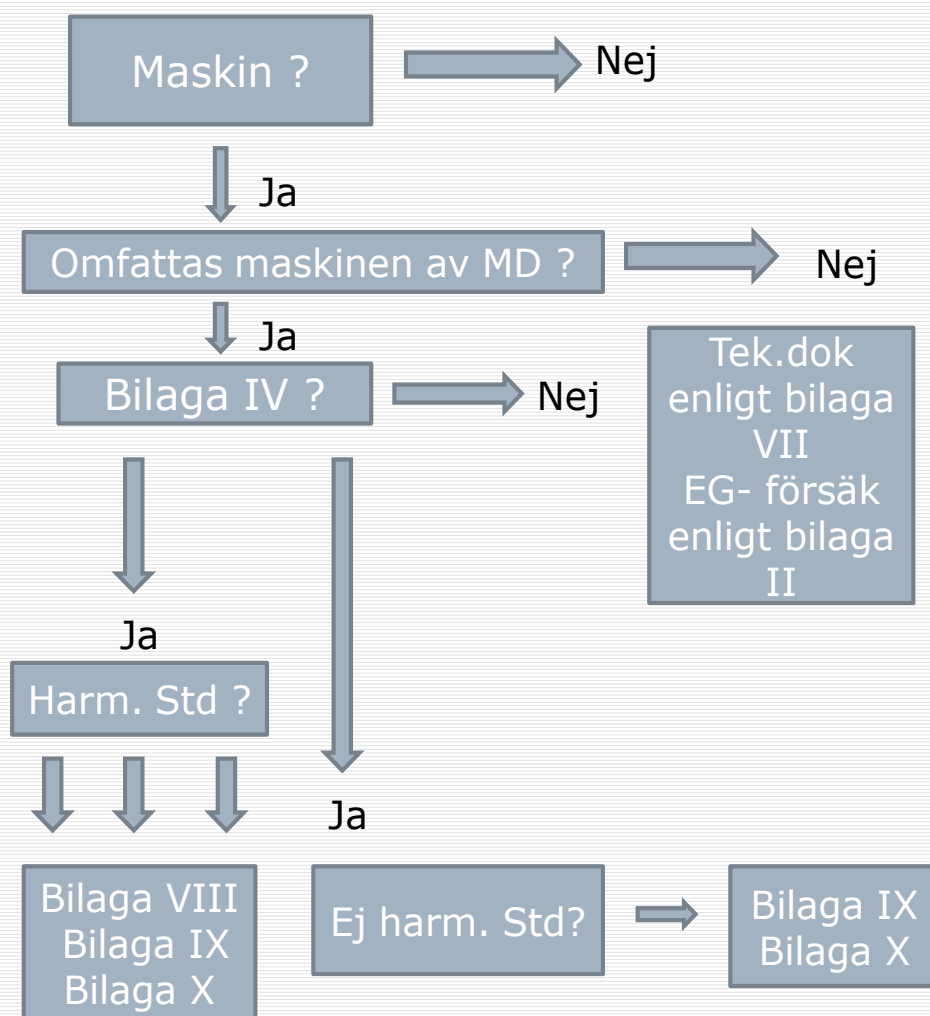 Maskin ?
Nej
Ja
Omfattas maskinen av MD ?
Nej
Ja
Bilaga IV ?
Nej
Tek.dok
enligt bilaga
VII
EG- försäk
enligt bilaga
II
Ja
Harm. Std ?
Ja
Bilaga VIII
Bilaga IX
Bilaga X
Ej harm. Std?
Bilaga IX
Bilaga X